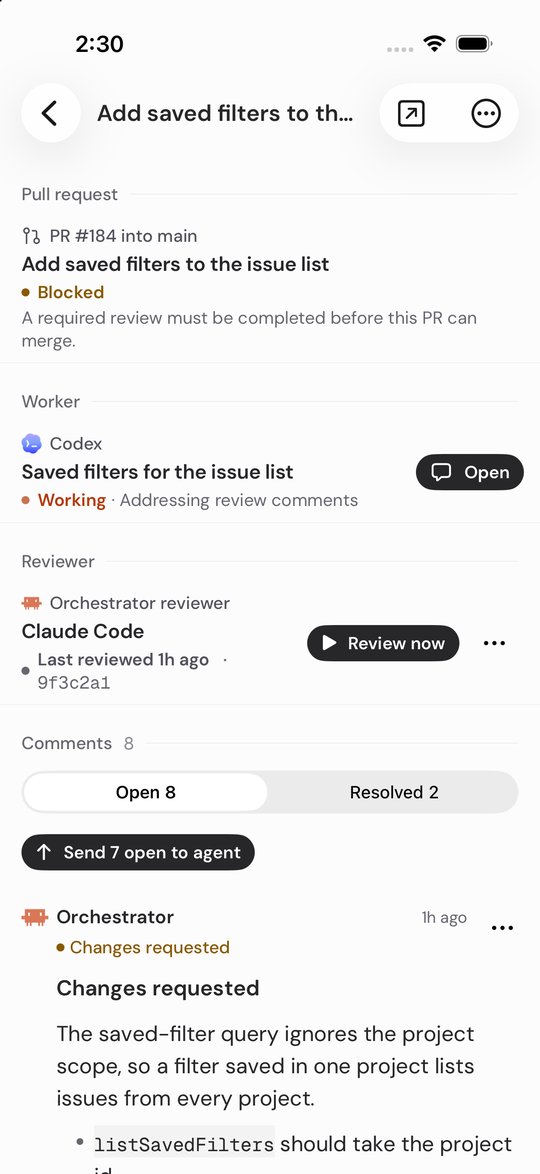 2:30
Add saved filters to th...
Pull request
PR #184 into main
Add saved filters to the issue list
Blocked
A required review must be completed before this PR can
merge.
Worker
Codex
Saved filters for the issue list
Open
Working · Addressing review comments
Reviewer
Orchestrator reviewer
Claude Code
Review now
Last reviewed 1h ago ·
9f3c2a1
Comments 8
Open 8
Resolved 2
Send 7 open to agent
Orchestrator
1h ago
Changes requested
Changes requested
The saved-filter query ignores the project
scope, so a filter saved in one project lists
issues from every project.
• listSavedFilters should take the project
id